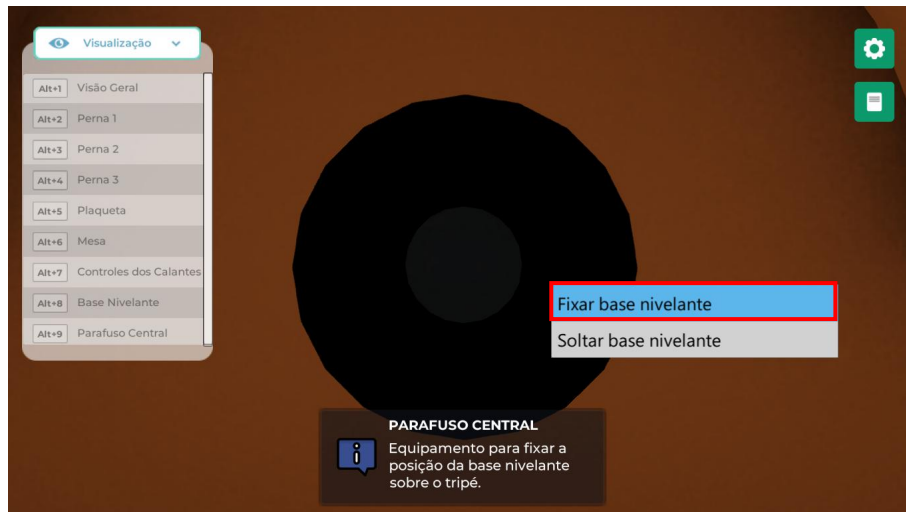 Visualização
Alt+1 Visão Geral
Alt+2 Perna 1
Alt+3 Perna 2
Alt+4 Perna 3
Alt+5 Plaqueta
Alt+6 Mesa
Alt+7 Controles dos Calantes
Alt+8 Base Nivelante
Alt+9 Parafuso Central
Fixar base nivelante
Soltar base nivelante
PARAFUSO CENTRAL
Equipamento para fixar a
posição da base nivelante
sobre o tripé.